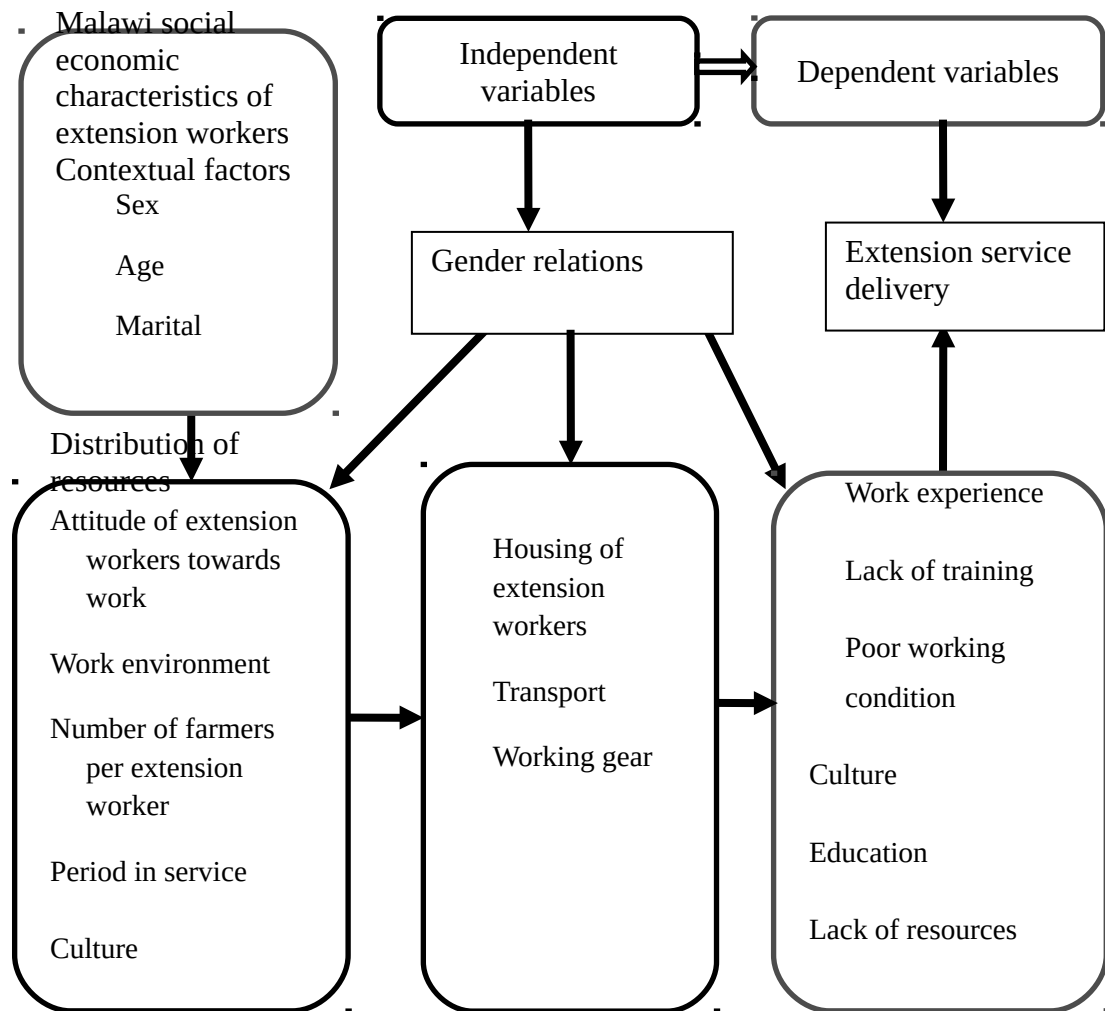 Malawi social
economic
characteristics of
extension workers
Contextual factors
Sex
Age
Marital
Independent
variables
Dependent variables
Gender relations
Extension service
delivery
Distribution of
resources
Attitude of extension
workers towards
work
Work environment
Number of farmers
per extension
worker
Period in service
Culture
Housing of
extension
workers
Transport
Working gear
Work experience
Lack of training
Poor working
condition
Culture
Education
Lack of resources